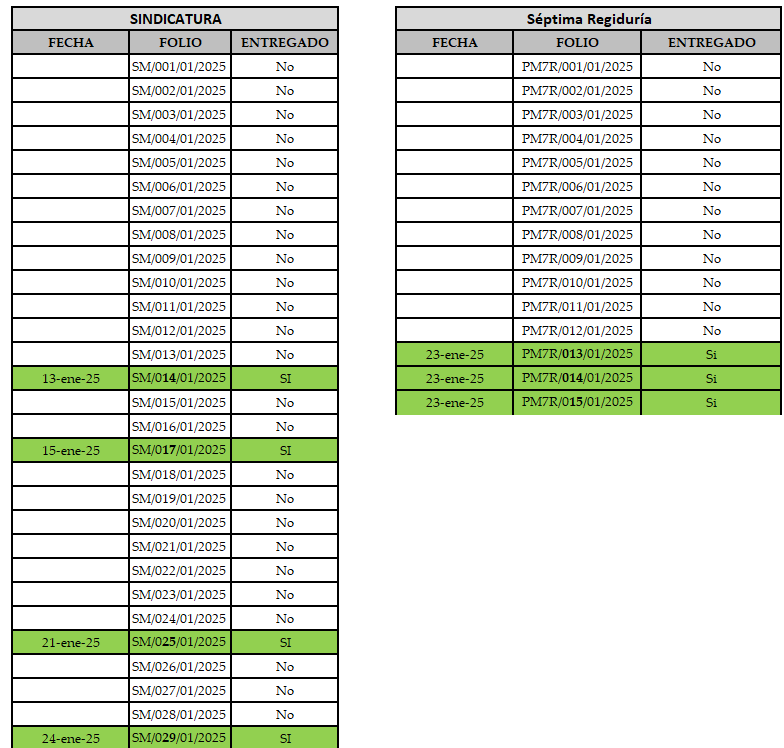 SINDICATURA
FECHA FOLIO ENTREGADO
SM/001/01/2025 No
SM/002/01/2025 No
SM/003/01/2025 No
SM/004/01/2025 No
SM/005/01/2025 No
SM/006/01/2025 No
SM/007/01/2025 No
SM/008/01/2025 No
SM/009/01/2025 No
SM/010/01/2025 No
SM/011/01/2025 No
SM/012/01/2025 No
SM/013/01/2025 No
13-ene-25 SM/014/01/2025 SI
SM/015/01/2025 No
SM/016/01/2025 No
15-ene-25 SM/017/01/2025 SI
SM/018/01/2025 No
SM/019/01/2025 No
SM/020/01/2025 No
SM/021/01/2025 No
SM/022/01/2025 No
SM/023/01/2025 No
SM/024/01/2025 No
21-ene-25 SM/025/01/2025 SI
SM/026/01/2025 No
SM/027/01/2025 No
SM/028/01/2025 No
24-ene-25 SM/029/01/2025 SI
Séptima Regiduría
FECHA FOLIO ENTREGADO
PM7R/001/01/2025 No
PM7R/002/01/2025 No
PM7R/003/01/2025 No
PM7R/004/01/2025 No
PM7R/005/01/2025 No
PM7R/006/01/2025 No
PM7R/007/01/2025 No
PM7R/008/01/2025 No
PM7R/009/01/2025 No
PM7R/010/01/2025 No
PM7R/011/01/2025 No
PM7R/012/01/2025 No
23-ene-25 PM7R/013/01/2025 Si
23-ene-25 PM7R/014/01/2025 Si
23-ene-25 PM7R/015/01/2025 Si